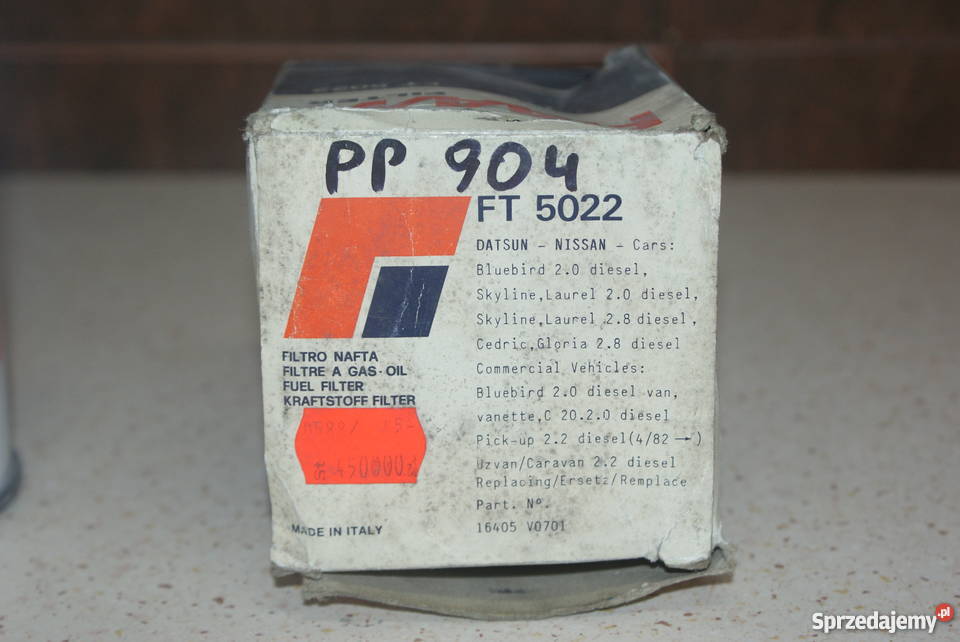 PP 904
FT 5022
DATSUN - NISSAN - Cars:
Bluebird 2.0 diesel,
Skyline,Laurel 2.0 diesel,
Skyline,Laurel 2.8 diesel,
Cedric,Gloria 2.8 diesel
Commercial Vehicles:
Bluebird 2.0 diesel van,
vanette,C 20.2.0 diesel
Pick-up 2.2 diesel(4/82 → )
Uzvan/Caravan 2.2 diesel
Replacing/Ersetz/Remplace
Part. Nº.
16405 V0701
FILTRO NAFTA
FILTRE A GAS-OIL
FUEL FILTER
KRAFTSTOFF FILTER
450000
MADE IN ITALY
Sprzedajemy.pl